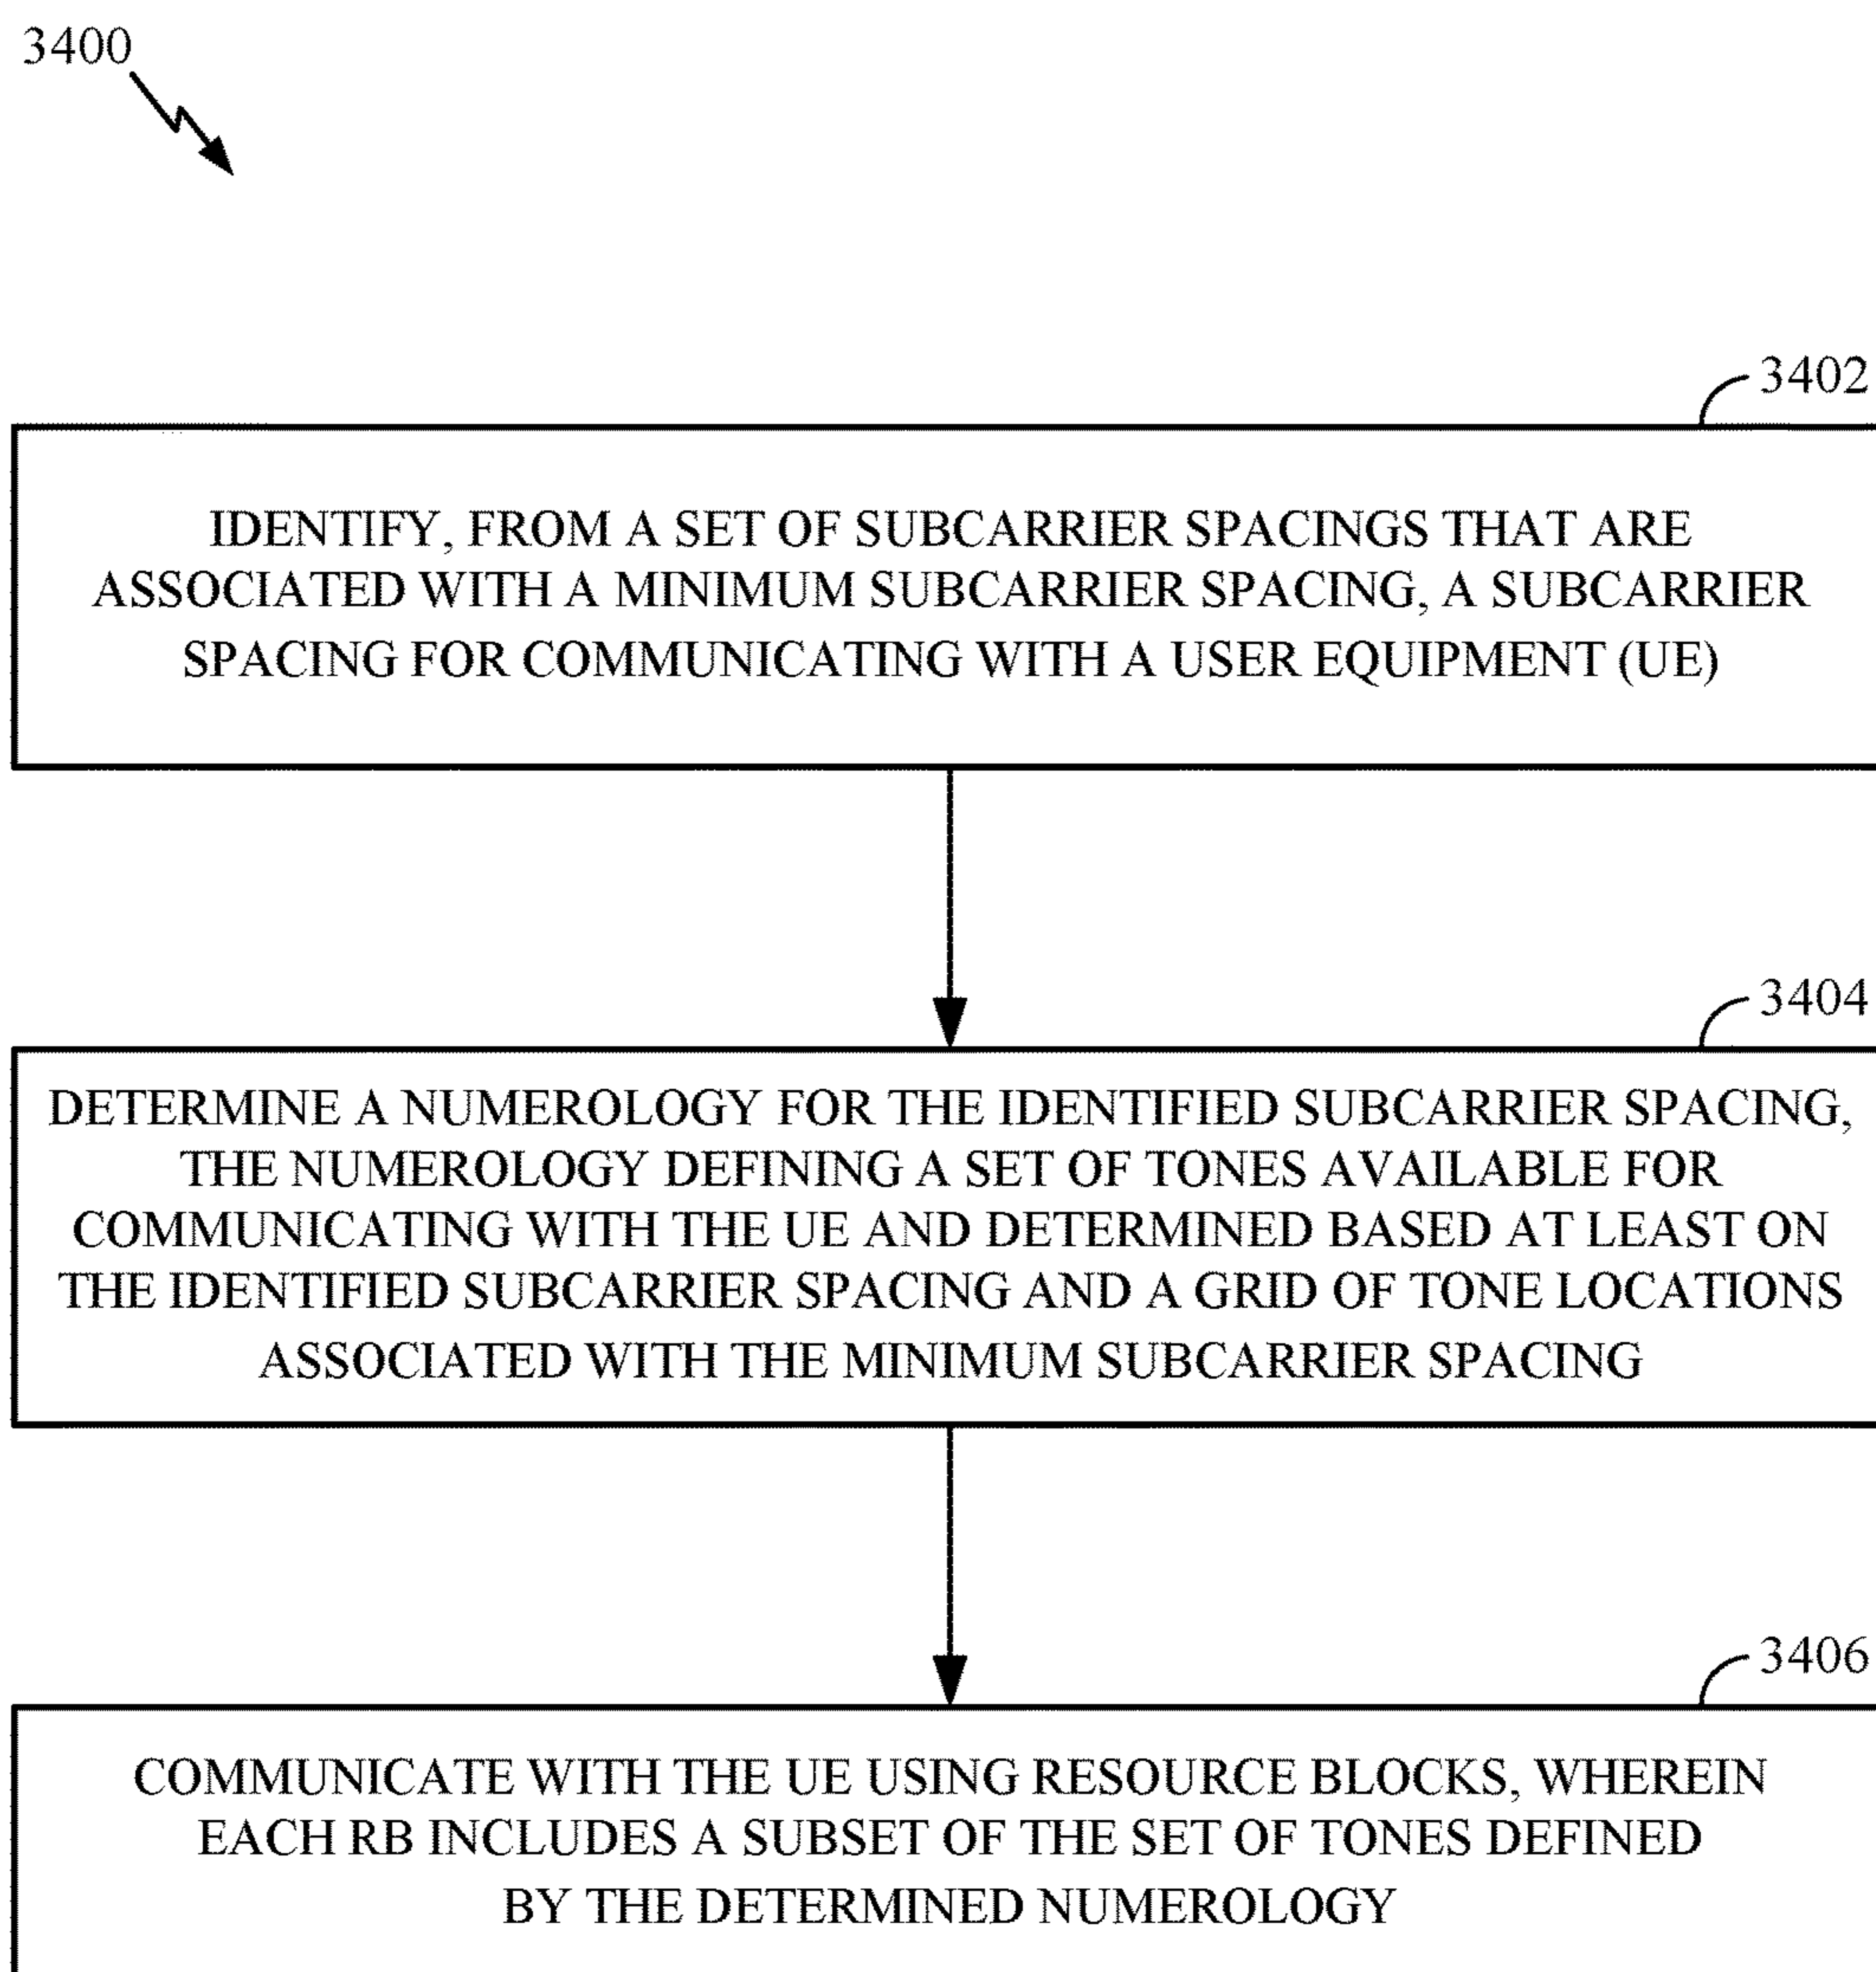 3400
3402
IDENTIFY, FROM A SET OF SUBCARRIER SPACINGS THAT ARE
ASSOCIATED WITH A MINIMUM SUBCARRIER SPACING, A SUBCARRIER
SPACING FOR COMMUNICATING WITH A USER EQUIPMENT (UE)
3404
DETERMINE A NUMEROLOGY FOR THE IDENTIFIED SUBCARRIER SPACING,
THE NUMEROLOGY DEFINING A SET OF TONES AVAILABLE FOR
COMMUNICATING WITH THE UE AND DETERMINED BASED AT LEAST ON
THE IDENTIFIED SUBCARRIER SPACING AND A GRID OF TONE LOCATIONS
ASSOCIATED WITH THE MINIMUM SUBCARRIER SPACING
3406
COMMUNICATE WITH THE UE USING RESOURCE BLOCKS, WHEREIN
EACH RB INCLUDES A SUBSET OF THE SET OF TONES DEFINED
BY THE DETERMINED NUMEROLOGY